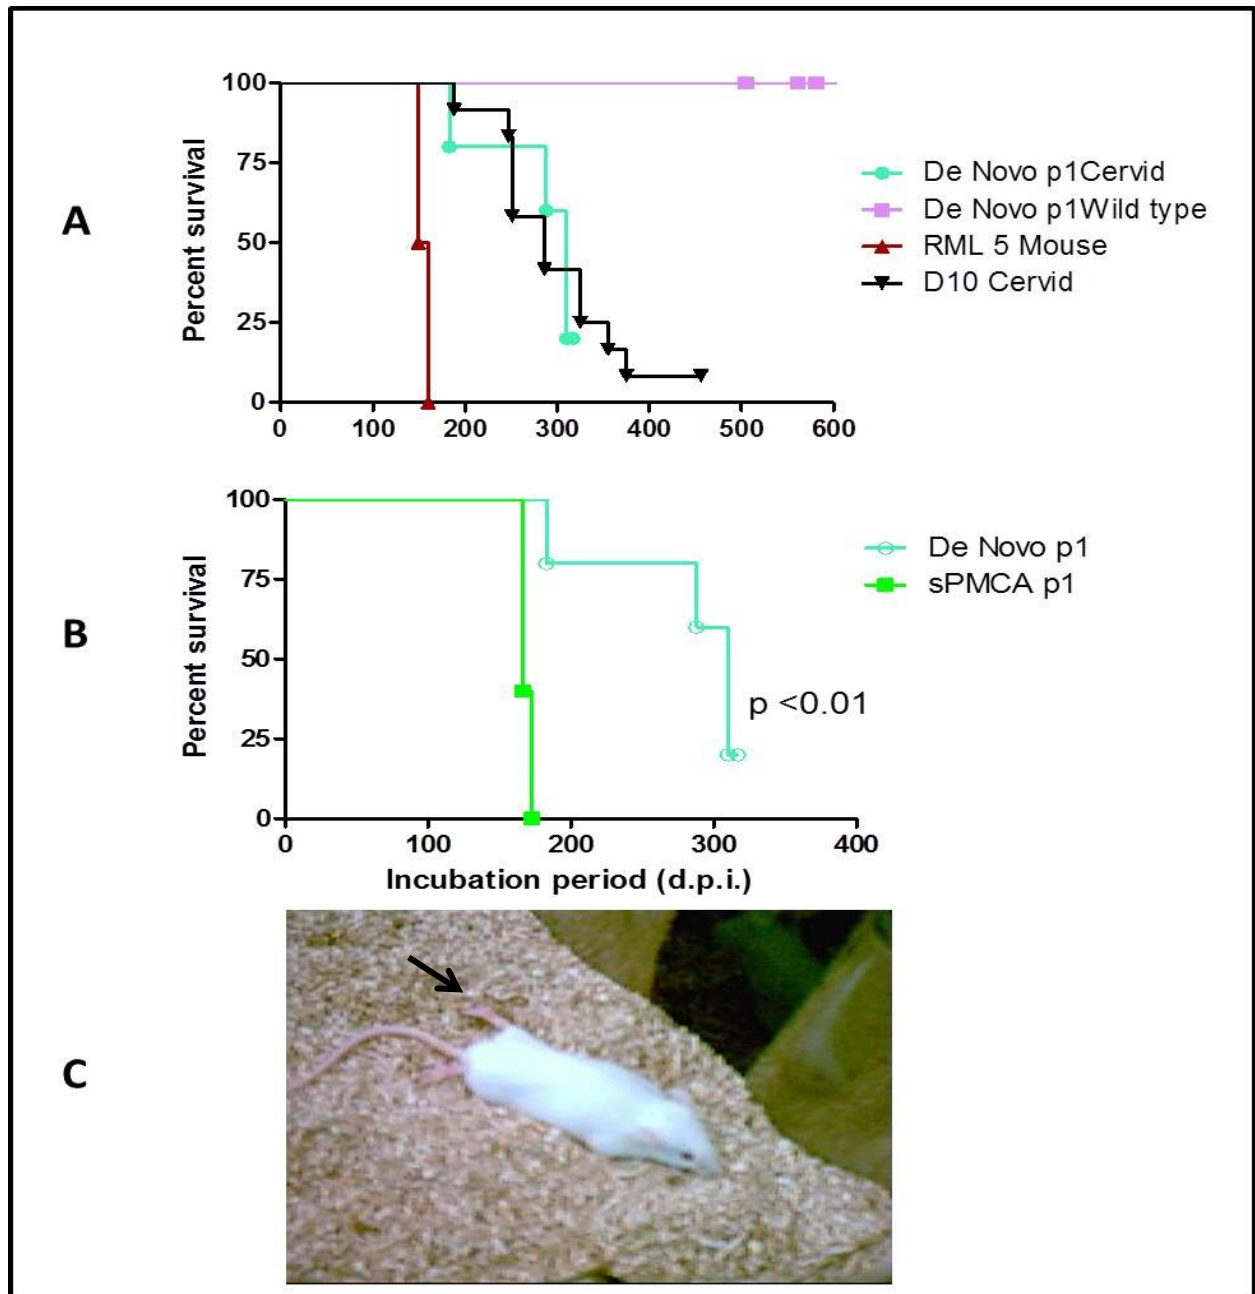 A
Percent survival
100
75
50
25
0
0 100 200 300 400 500 600
De Novo p1Cervid
De Novo p1Wild type
RML 5 Mouse
D10 Cervid
B
Percent survival
100
75
50
25
0
0 100 200 300 400
Incubation period (d.p.i.)
De Novo p1
sPMCA p1
p <0.01
C